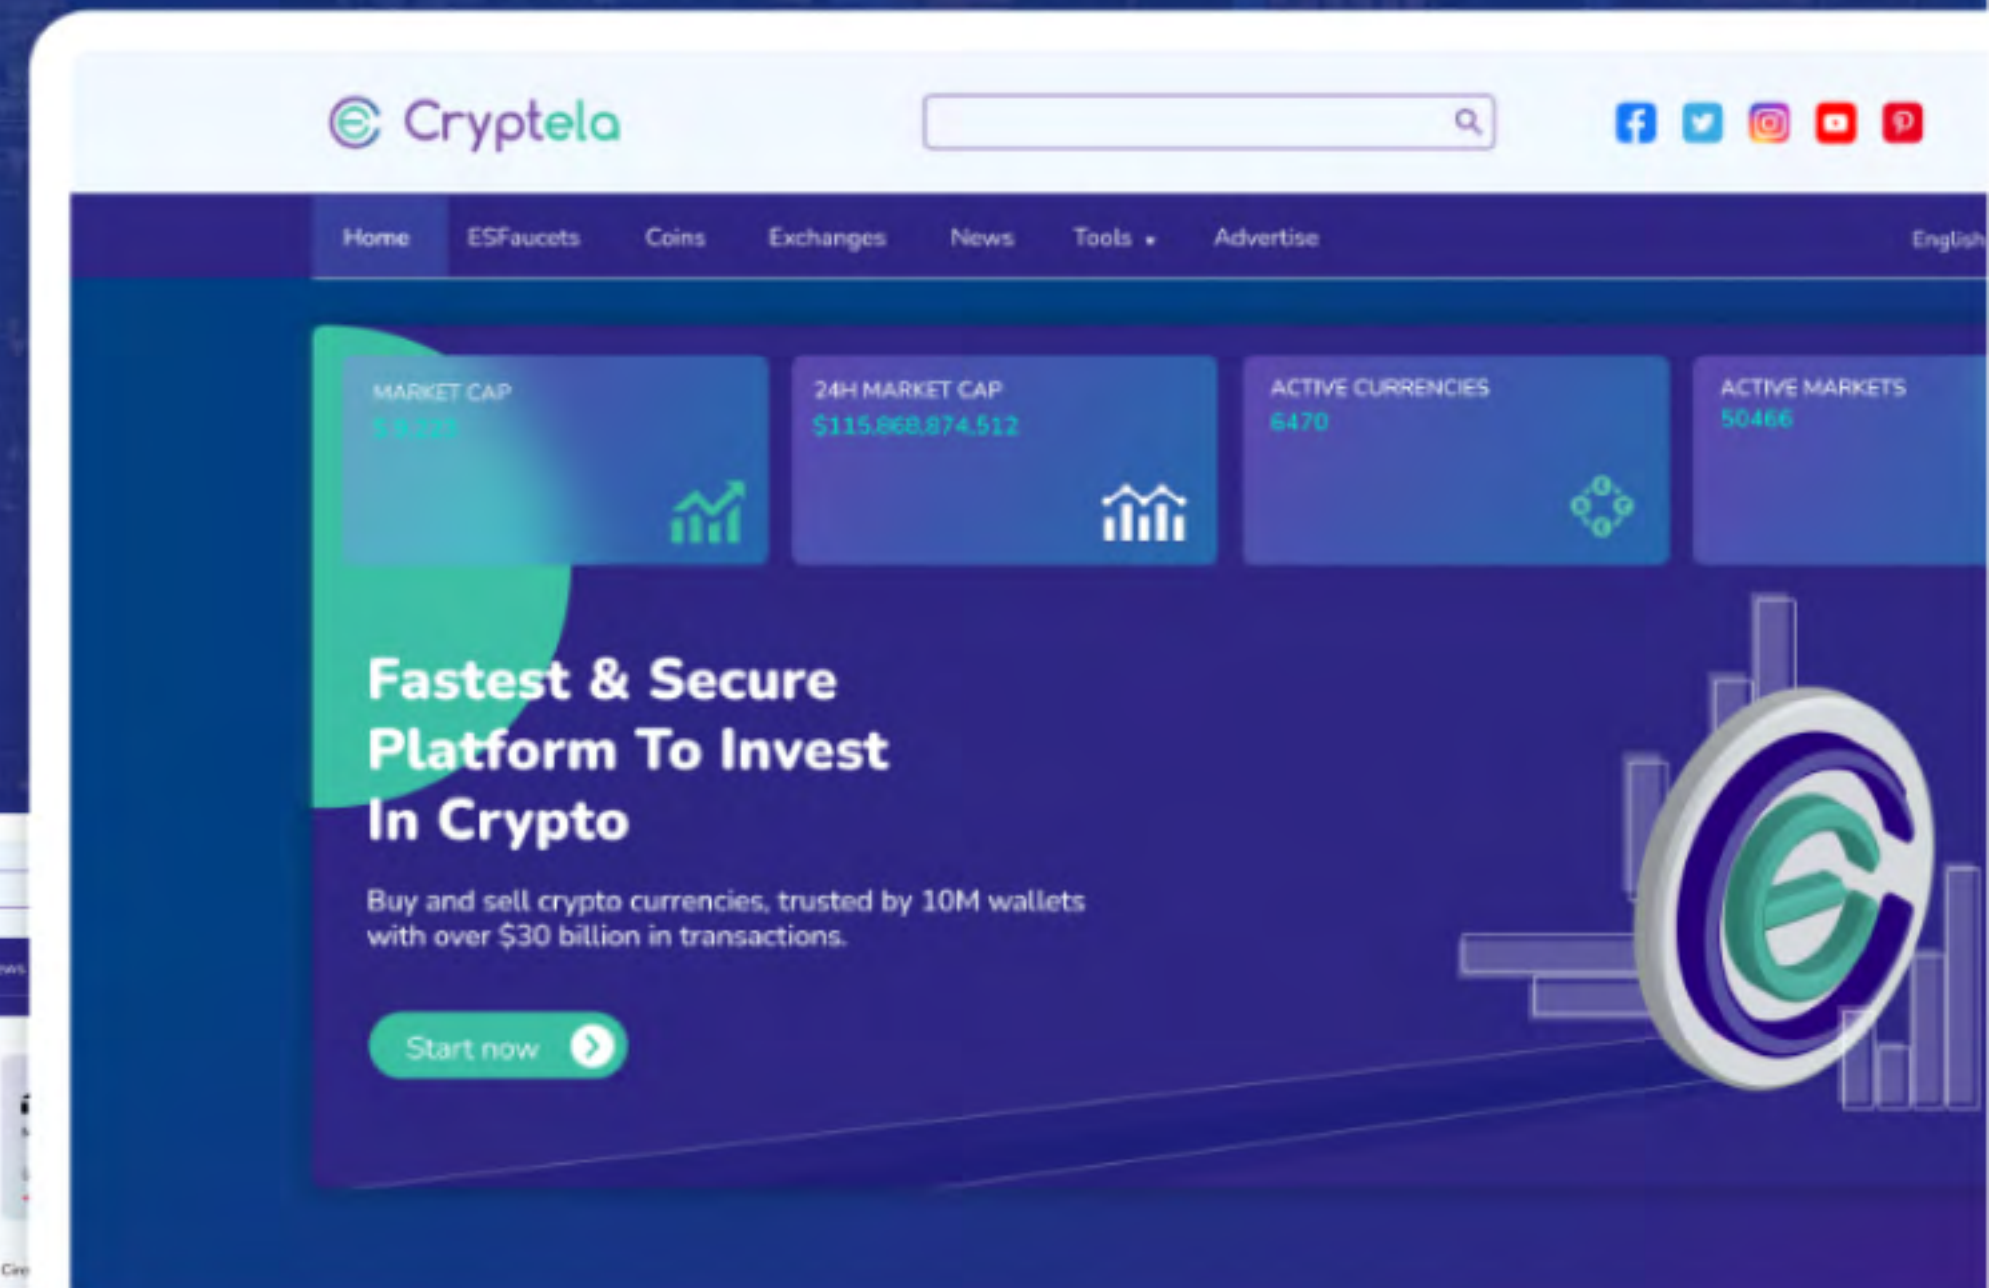 Cryptela
Home ESFaucets Coins Exchanges News Tools Advertise English
MARKET CAP
24H MARKET CAP
$115,868,874,512
ACTIVE CURRENCIES
6470
ACTIVE MARKETS
50466
Fastest & Secure
Platform To Invest
In Crypto
Buy and sell crypto currencies, trusted by 10M wallets
with over $30 billion in transactions.
Start now